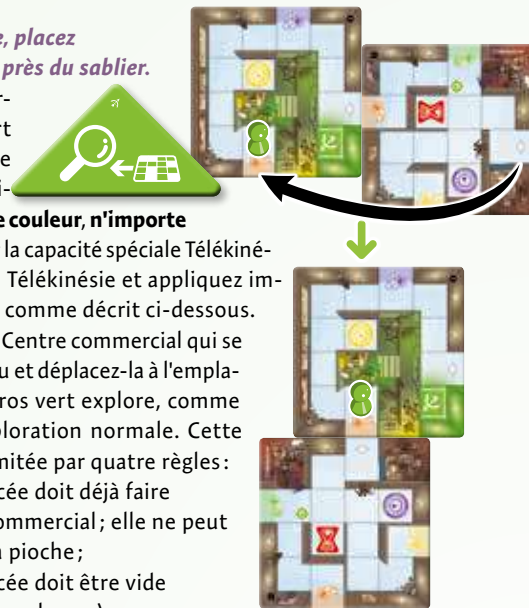 e, placez
près du sablier.
r-
rt
e
i-
e couleur, n'importe
la capacité spéciale Télékiné-
Télékinésie et appliquez im-
comme décrit ci-dessous.
Centre commercial qui se
u et déplacez-la à l'empla-
ros vert explore, comme
ploration normale. Cette
mitée par quatre règles :
cée doit déjà faire
ommercial ; elle ne peut
a pioche ;
cée doit être vide